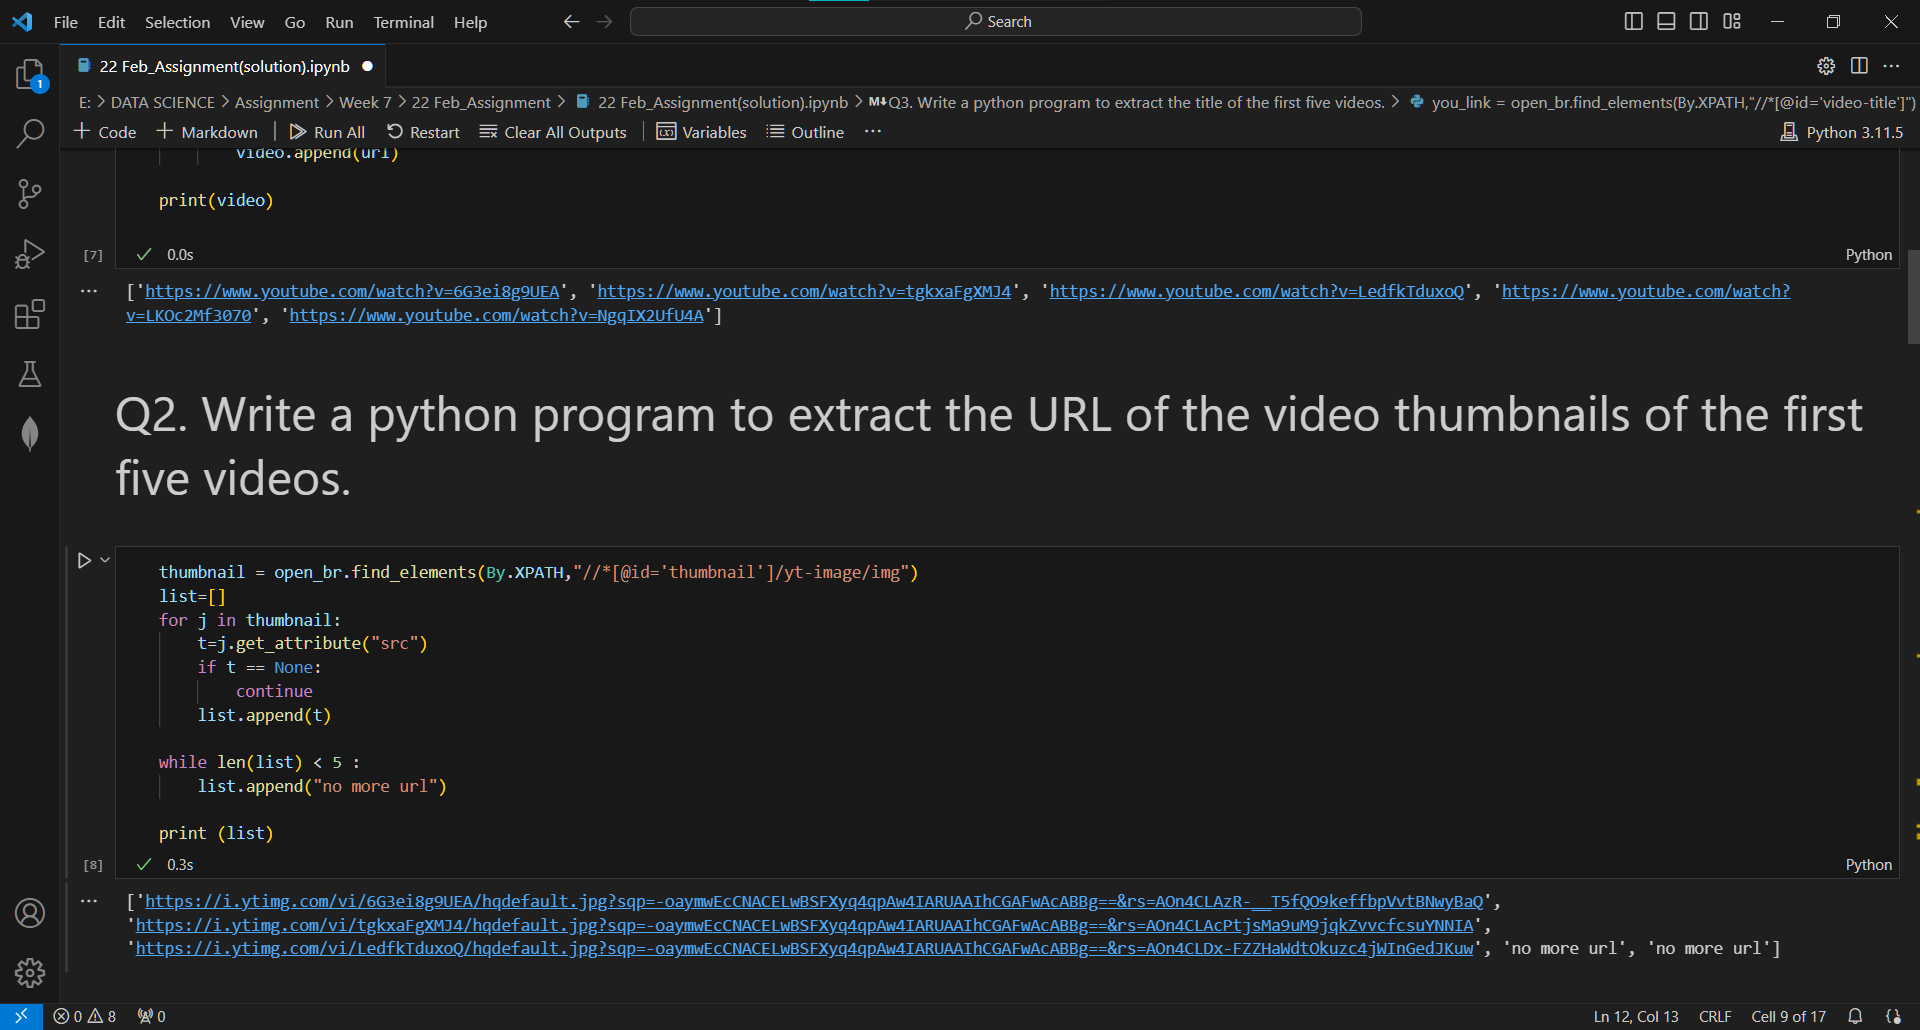 File Edit Selection View Go Run Terminal Help Search
22 Feb_Assignment(solution).ipynb
1
E: > DATA SCIENCE > Assignment > Week 7 > 22 Feb_Assignment > 22 Feb_Assignment(solution).ipynb > M↓Q3. Write a python program to extract the title of the first five videos. > you_link = open_br.find_elements(By.XPATH,"//*[@id='video-title']")
+ Code + Markdown | Run All Restart Clear All Outputs | Variables Outline ... Python 3.11.5
video.append(url)
print(video)
[7] ✓ 0.0s Python
... ['https://www.youtube.com/watch?v=6G3ei8g9UEA', 'https://www.youtube.com/watch?v=tgkxaFgXMJ4', 'https://www.youtube.com/watch?v=LedfkTduxoQ', 'https://www.youtube.com/watch?
v=LKOc2Mf3070', 'https://www.youtube.com/watch?v=NgqIX2UfU4A']
Q2. Write a python program to extract the URL of the video thumbnails of the first
five videos.
thumbnail = open_br.find_elements(By.XPATH,"//*[@id='thumbnail']/yt-image/img")
list=[]
for j in thumbnail:
t=j.get_attribute("src")
if t == None:
continue
list.append(t)
while len(list) < 5 :
list.append("no more url")
print (list)
[8] ✓ 0.3s Python
... ['https://i.ytimg.com/vi/6G3ei8g9UEA/hqdefault.jpg?sqp=-oaymwEcCNACELwBSFXyq4qpAw4IARUAAIhCGAFwAcABBg==&rs=AOn4CLAzR-__T5fQO9keffbpVvtBNwyBaQ',
'https://i.ytimg.com/vi/tgkxaFgXMJ4/hqdefault.jpg?sqp=-oaymwEcCNACELwBSFXyq4qpAw4IARUAAIhCGAFwAcABBg==&rs=AOn4CLAcPtjsMa9uM9jqkZvvcfcsuYNNIA',
'https://i.ytimg.com/vi/LedfkTduxoQ/hqdefault.jpg?sqp=-oaymwEcCNACELwBSFXyq4qpAw4IARUAAIhCGAFwAcABBg==&rs=AOn4CLDx-FZZHaWdtOkuzc4jWInGedJKuw', 'no more url', 'no more url']
0 8 0 Ln 12, Col 13 CRLF Cell 9 of 17